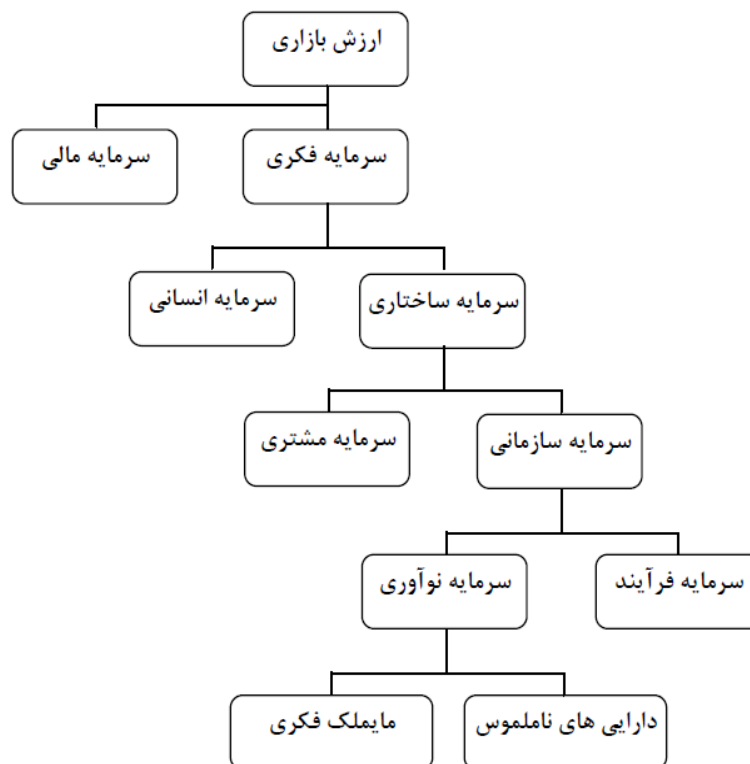 ارزش بازاری
سرمایه فکری
سرمایه مالی
سرمایه ساختاری
سرمایه انسانی
سرمایه سازمانی
سرمایه مشتری
سرمایه فرآیند
سرمایه نوآوری
دارایی های ناملموس
مایملک فکری